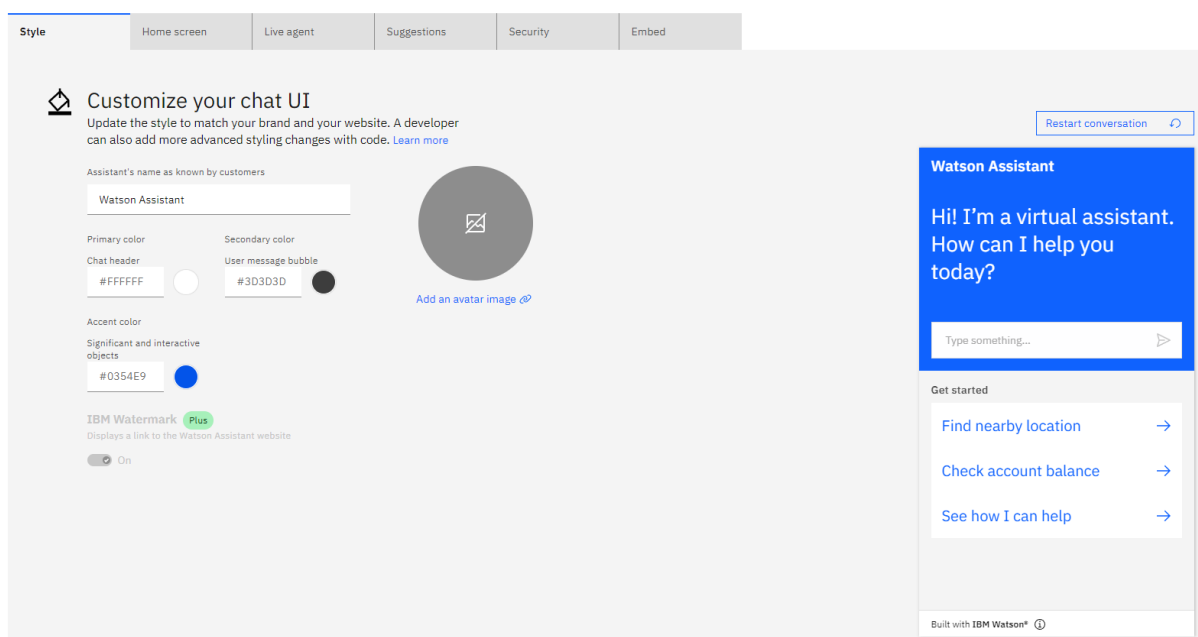 Style
Home screen
Live agent
Suggestions
Security
Embed
Customize your chat UI
Update the style to match your brand and your website. A developer
can also add more advanced styling changes with code. Learn more
Assistant's name as known by customers
Watson Assistant
Primary color
Secondary color
Chat header
User message bubble
#FFFFFF
#3D3D3D
Add an avatar image
Accent color
Significant and interactive
objects
#0354E9
IBM Watermark Plus
Displays a link to the Watson Assistant website
On
Restart conversation
Watson Assistant
Hi! I'm a virtual assistant.
How can I help you
today?
Type something...
Get started
Find nearby location
Check account balance
See how I can help
Built with IBM Watson®